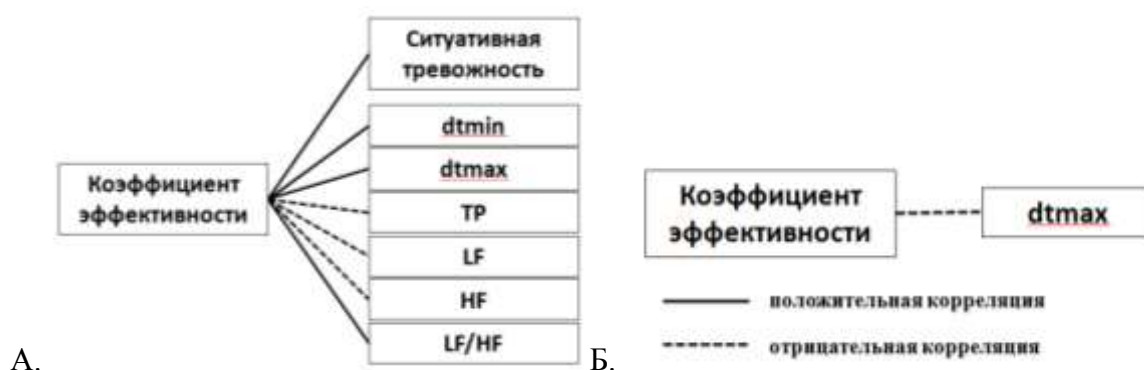 Ситуативная
тревожность
dtmin
dtmax
Коэффициент
эффективности
TP
LF
HF
LF/HF
А.
Коэффициент
эффективности
dtmax
положительная корреляция
отрицательная корреляция
Б.